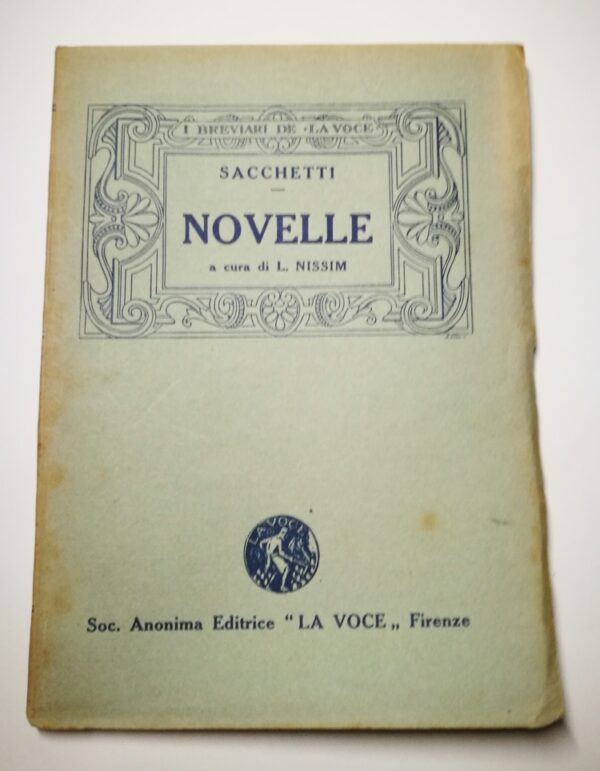 I BREVIARI DE «LA VOCE»
SACCHETTI
NOVELLE
a cura di L. NISSIM
LA VOCE
Soc. Anonima Editrice "LA VOCE„ Firenze